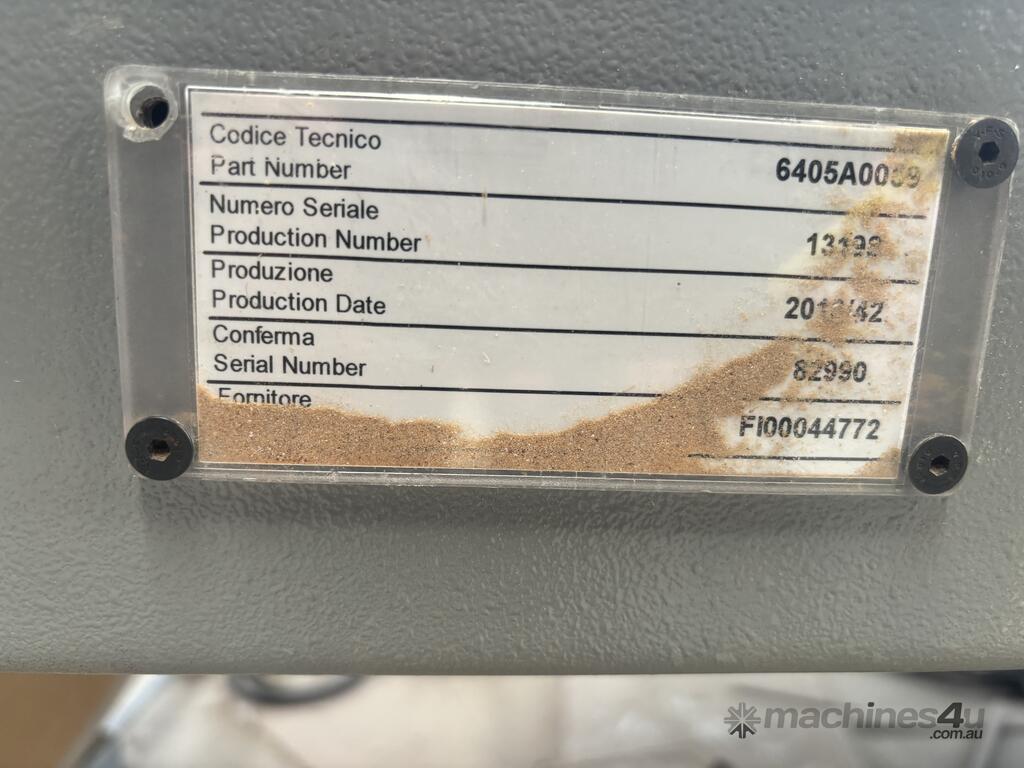 Codice Tecnico
Part Number
Numero Seriale
Production Number
Produzione
Production Date
Conferma
Serial Number
82990
Fornitore
FI00044772
machines4u
.com.au